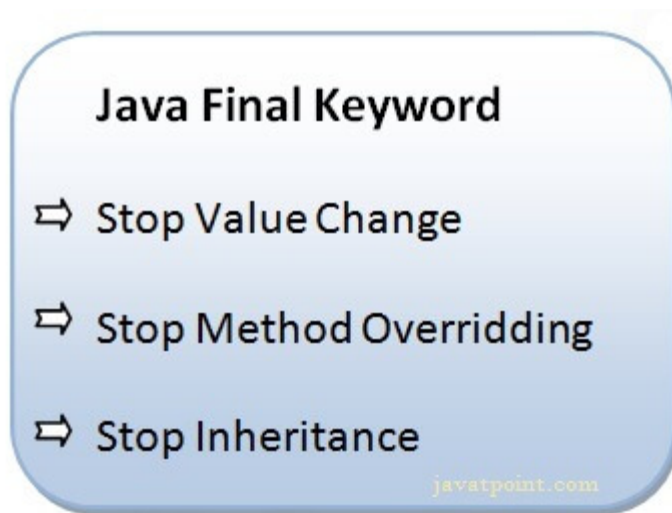 Java Final Keyword
Stop Value Change
Stop Method Overridding
Stop Inheritance
javatpoint.com